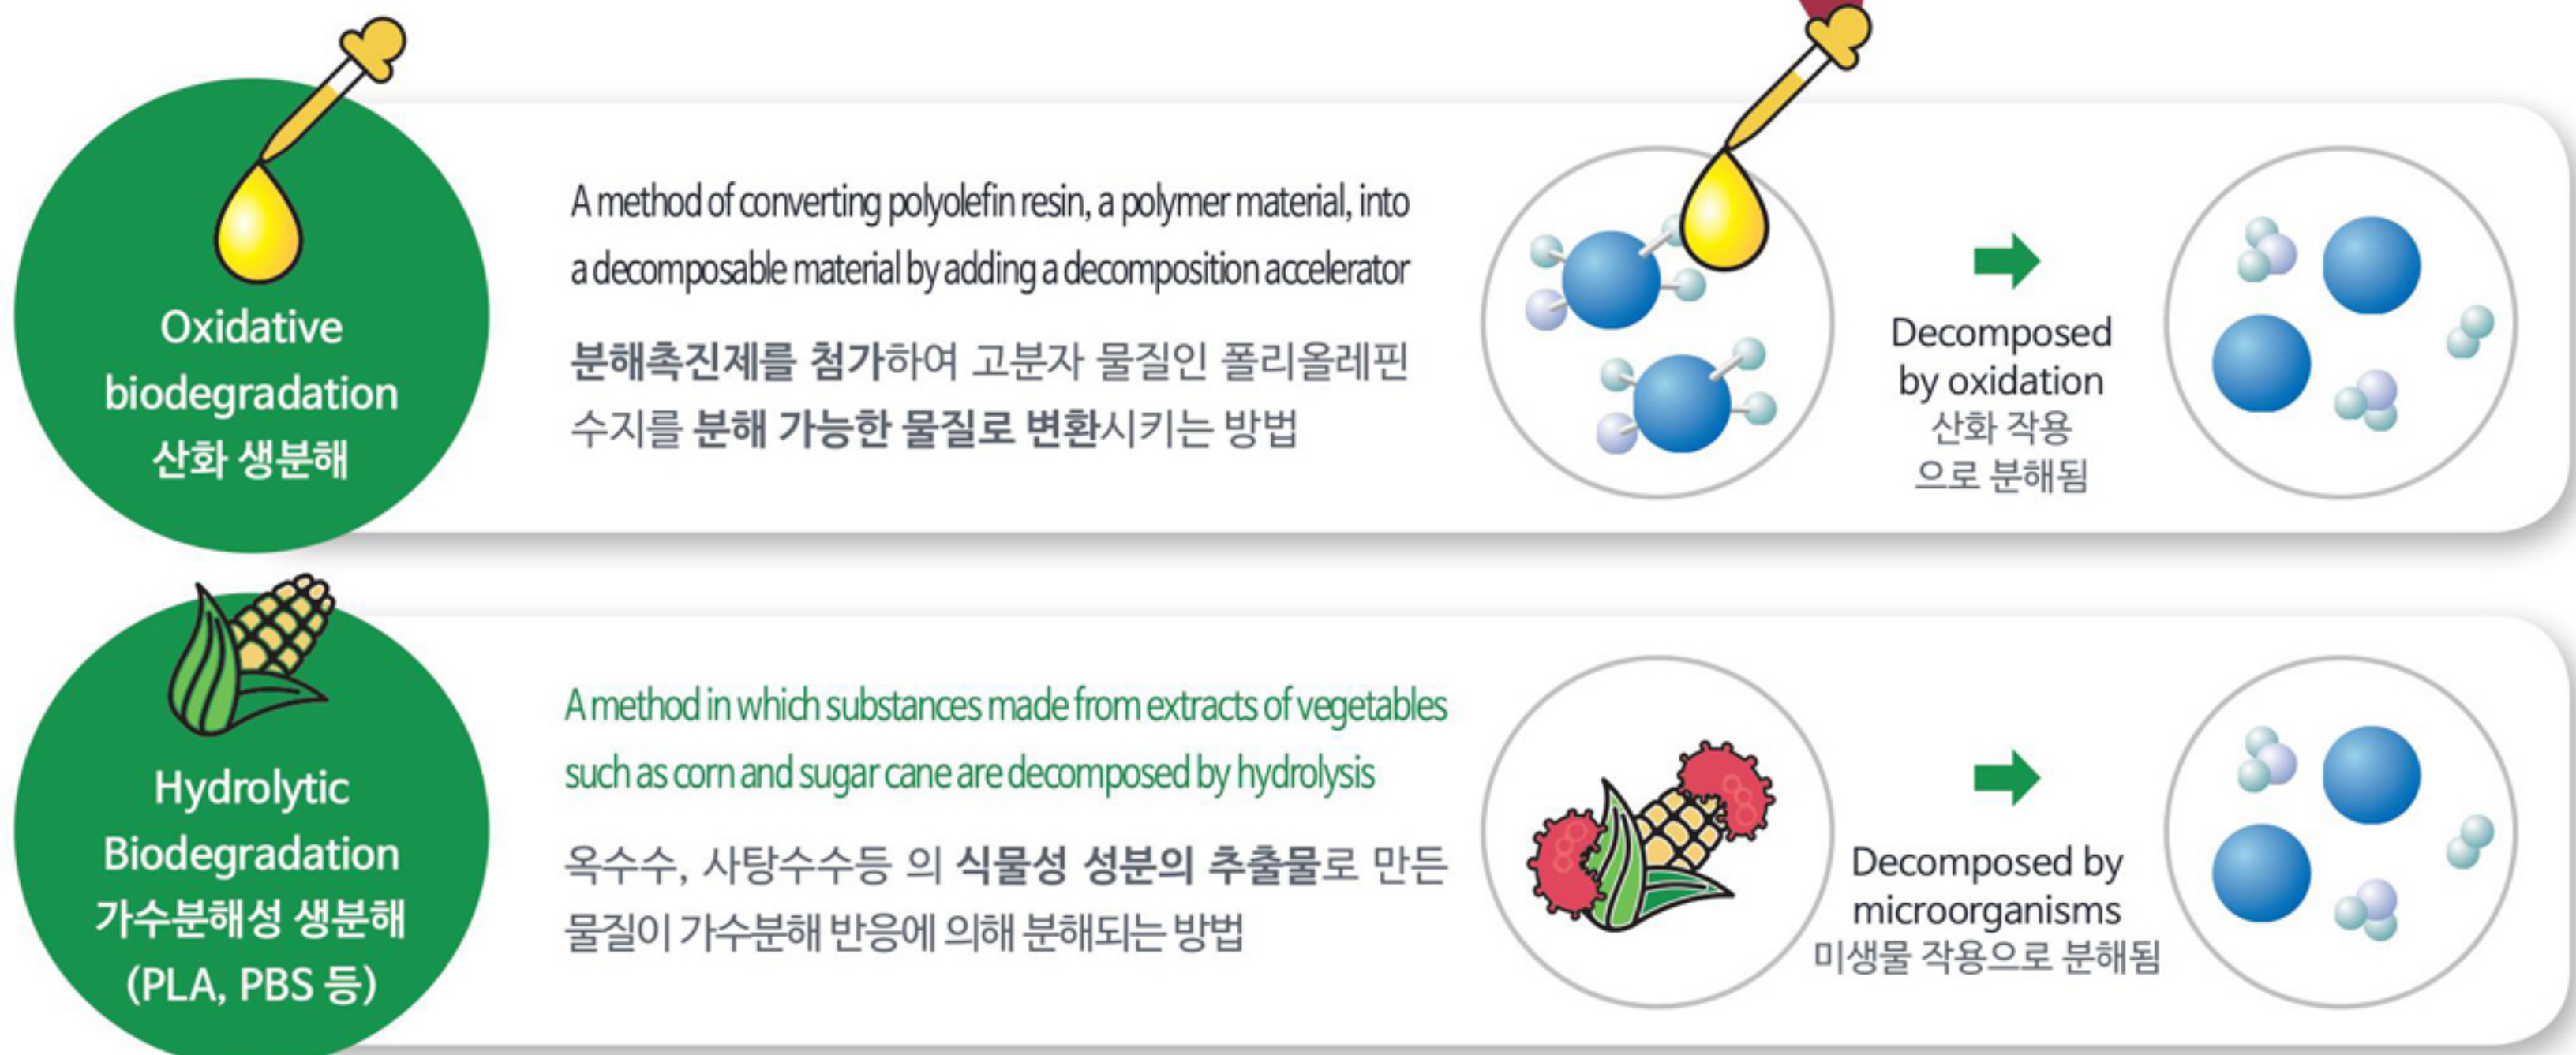 Oxidative
biodegradation
산화 생분해
A method of converting polyolefin resin, a polymer material, into
a decomposable material by adding a decomposition accelerator
분해촉진제를 첨가하여 고분자 물질인 폴리올레핀
수지를 분해 가능한 물질로 변환시키는 방법
Decomposed
by oxidation
산화 작용
으로 분해됨
Hydrolytic
Biodegradation
가수분해성 생분해
(PLA, PBS 등)
A method in which substances made from extracts of vegetables
such as corn and sugar cane are decomposed by hydrolysis
옥수수, 사탕수수등 의 식물성 성분의 추출물로 만든
물질이 가수분해 반응에 의해 분해되는 방법
Decomposed by
microorganisms
미생물 작용으로 분해됨